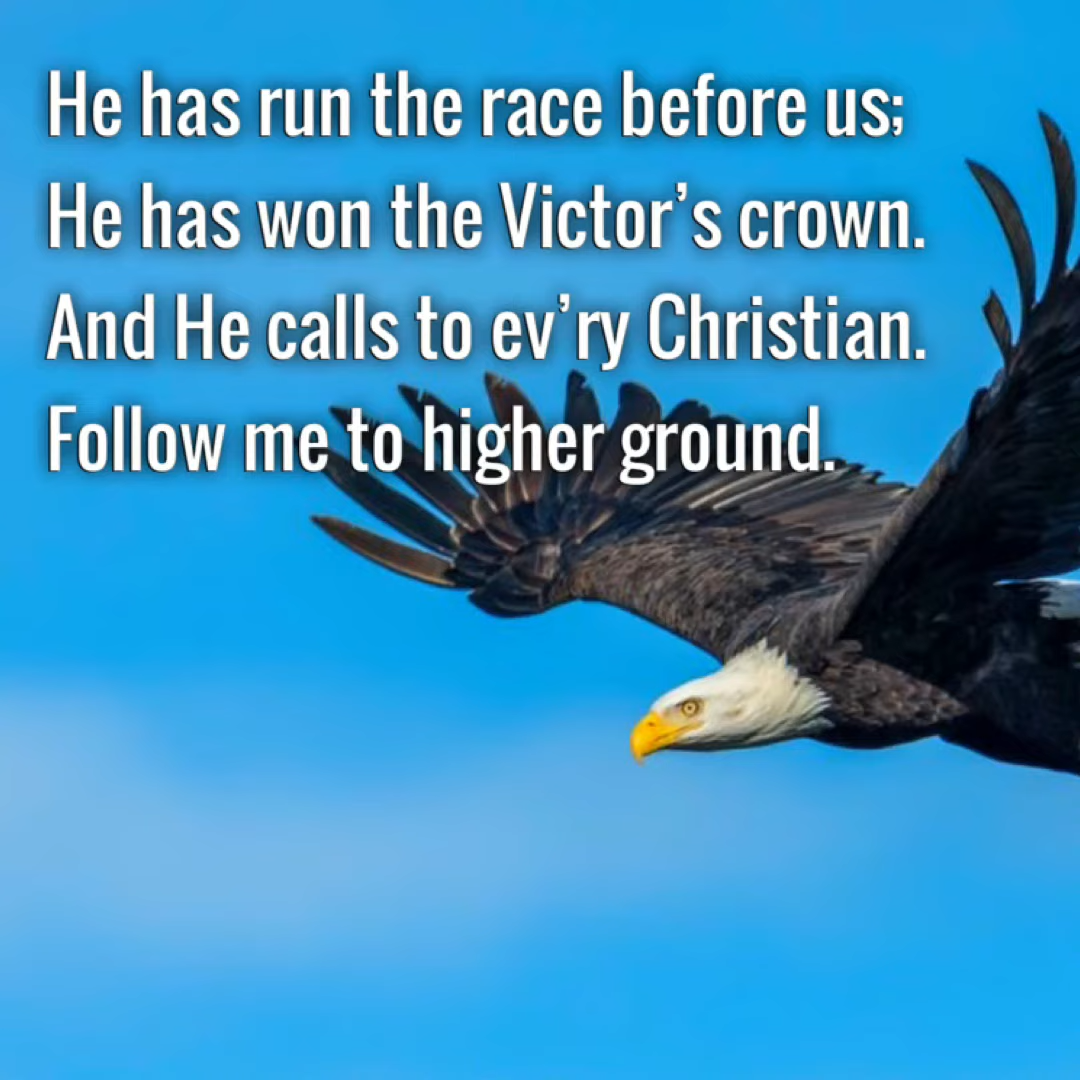 He has run the race before us;
He has won the Victor’s crown.
And He calls to ev’ry Christian.
Follow me to higher ground.